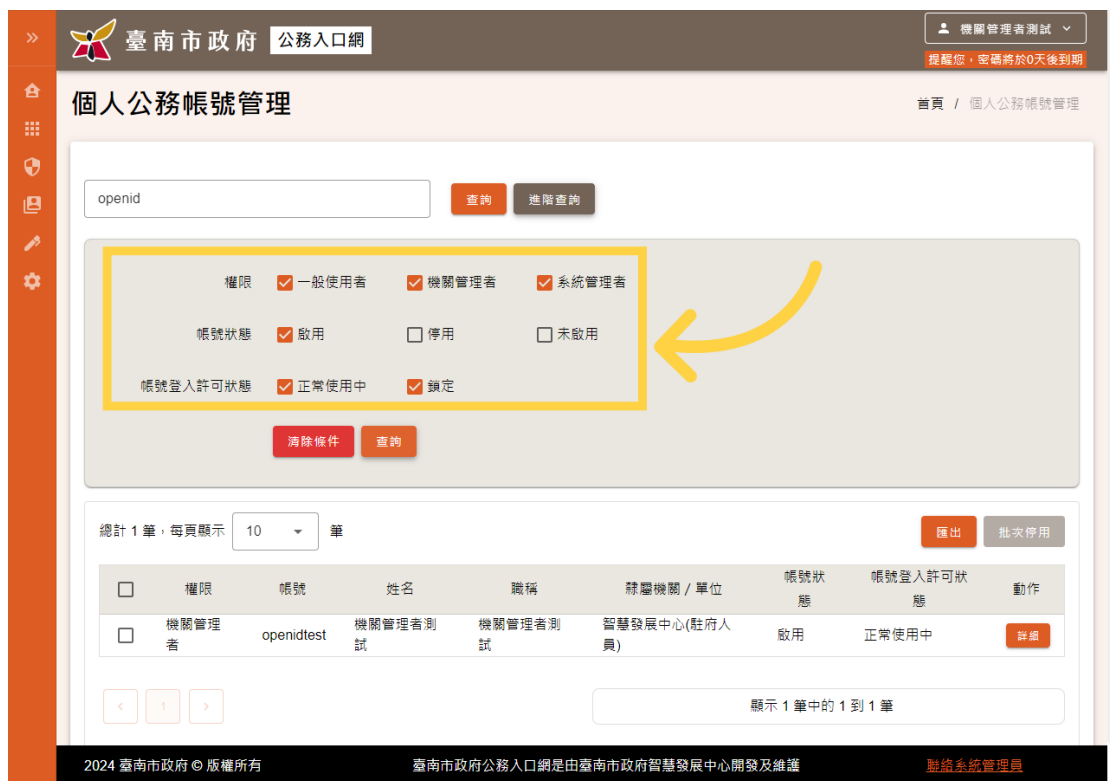 臺南市政府 公務入口網
機關管理者測試
提醒您，密碼將於0天後到期
個人公務帳號管理
首頁 / 個人公務帳號管理
openid
查詢
進階查詢
權限 一般使用者 機關管理者 系統管理者
帳號狀態 啟用 停用 未啟用
帳號登入許可狀態 正常使用中 鎖定
清除條件 查詢
總計 1 筆，每頁顯示 10 筆
匯出 批次停用
權限 帳號 姓名 職稱 隸屬機關 / 單位 帳號狀態 帳號登入許可狀態 動作
機關管理者 openidtest 機關管理者測試 機關管理者測試 智慧發展中心(駐府人員) 啟用 正常使用中 詳細
1
顯示 1 筆中的 1 到 1 筆
2024 臺南市政府 © 版權所有 臺南市政府公務入口網是由臺南市政府智慧發展中心開發及維護 聯絡系統管理員